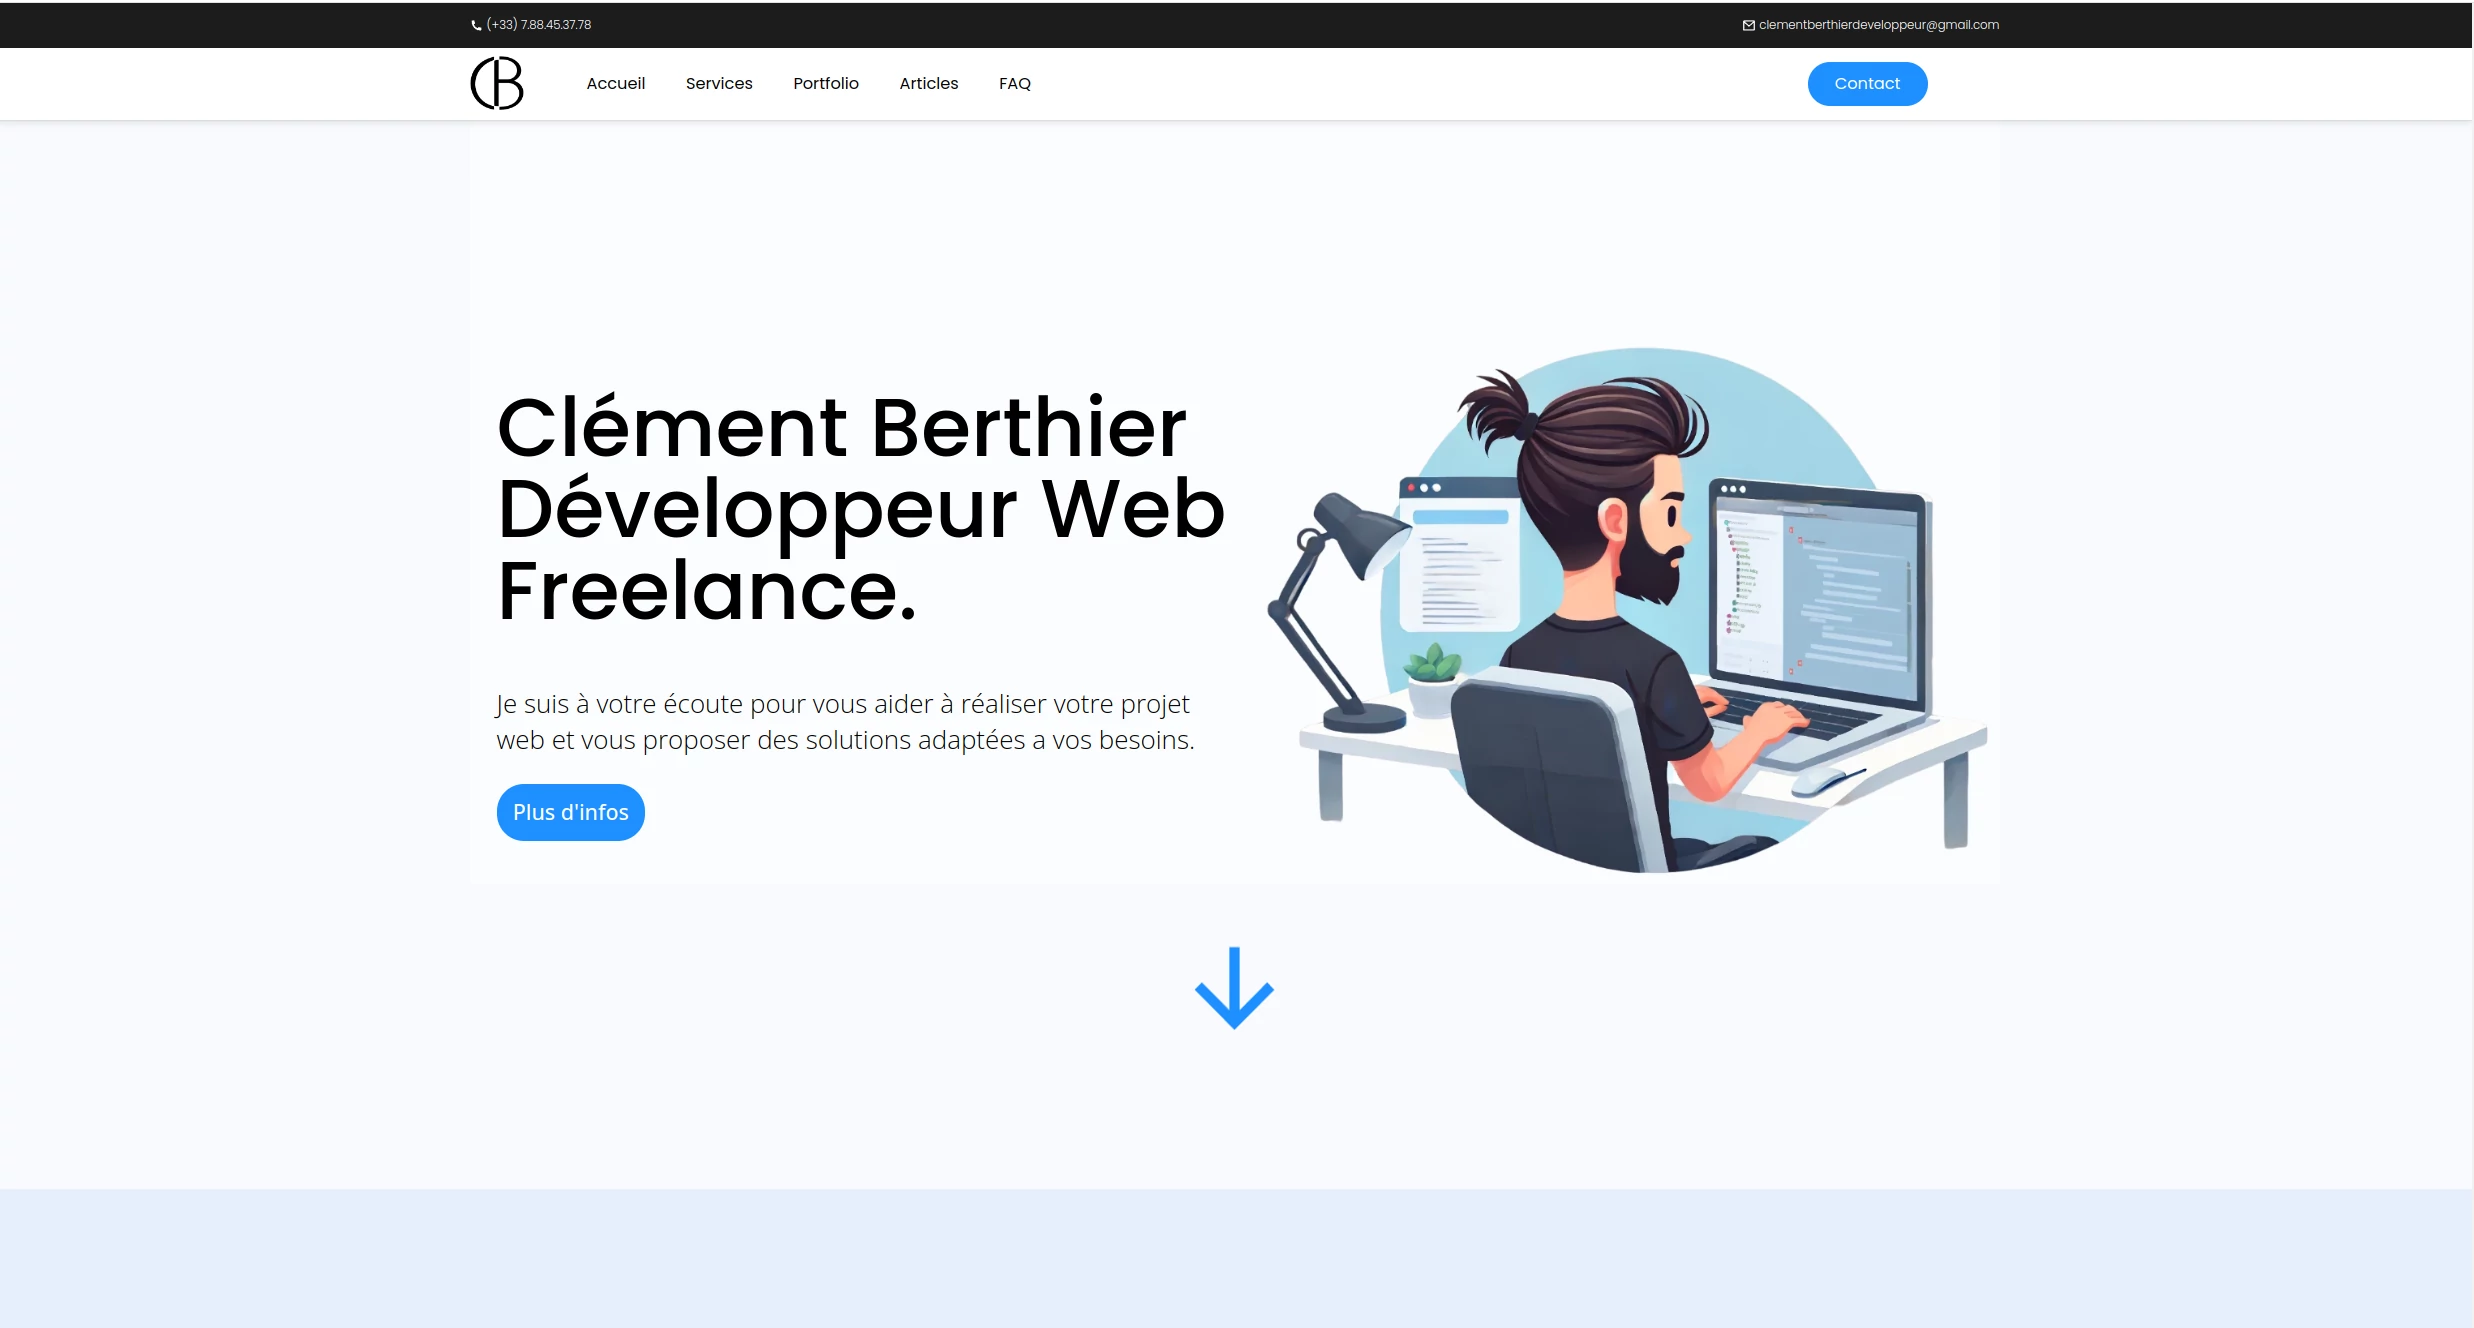 (+33) 7.88.45.37.78
clementberthierdeveloppeur@gmail.com
CB
Accueil
Services
Portfolio
Articles
FAQ
Contact
Clément Berthier
Développeur Web
Freelance.
Je suis à votre écoute pour vous aider à réaliser votre projet
web et vous proposer des solutions adaptées a vos besoins.
Plus d'infos